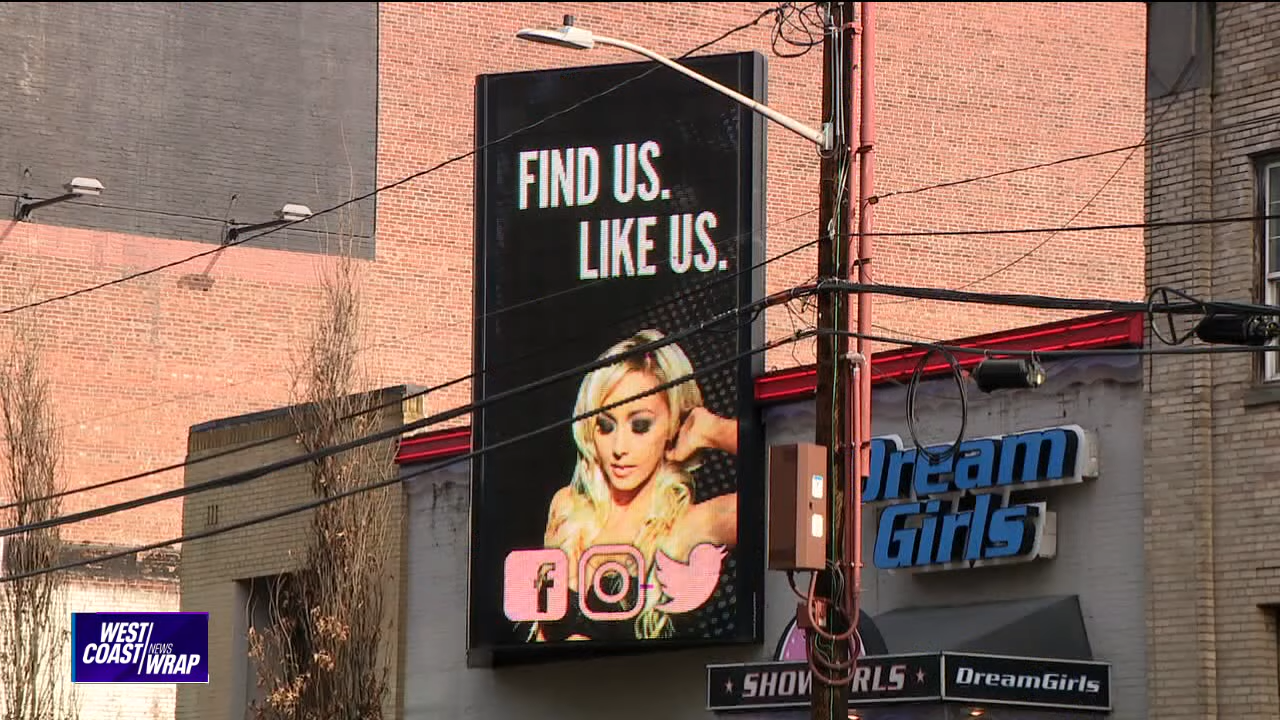 FIND US.
LIKE US.
f
Dream
Girls
SHOWGIRLS
DreamGirls
WEST
COAST NEWS
WRAP